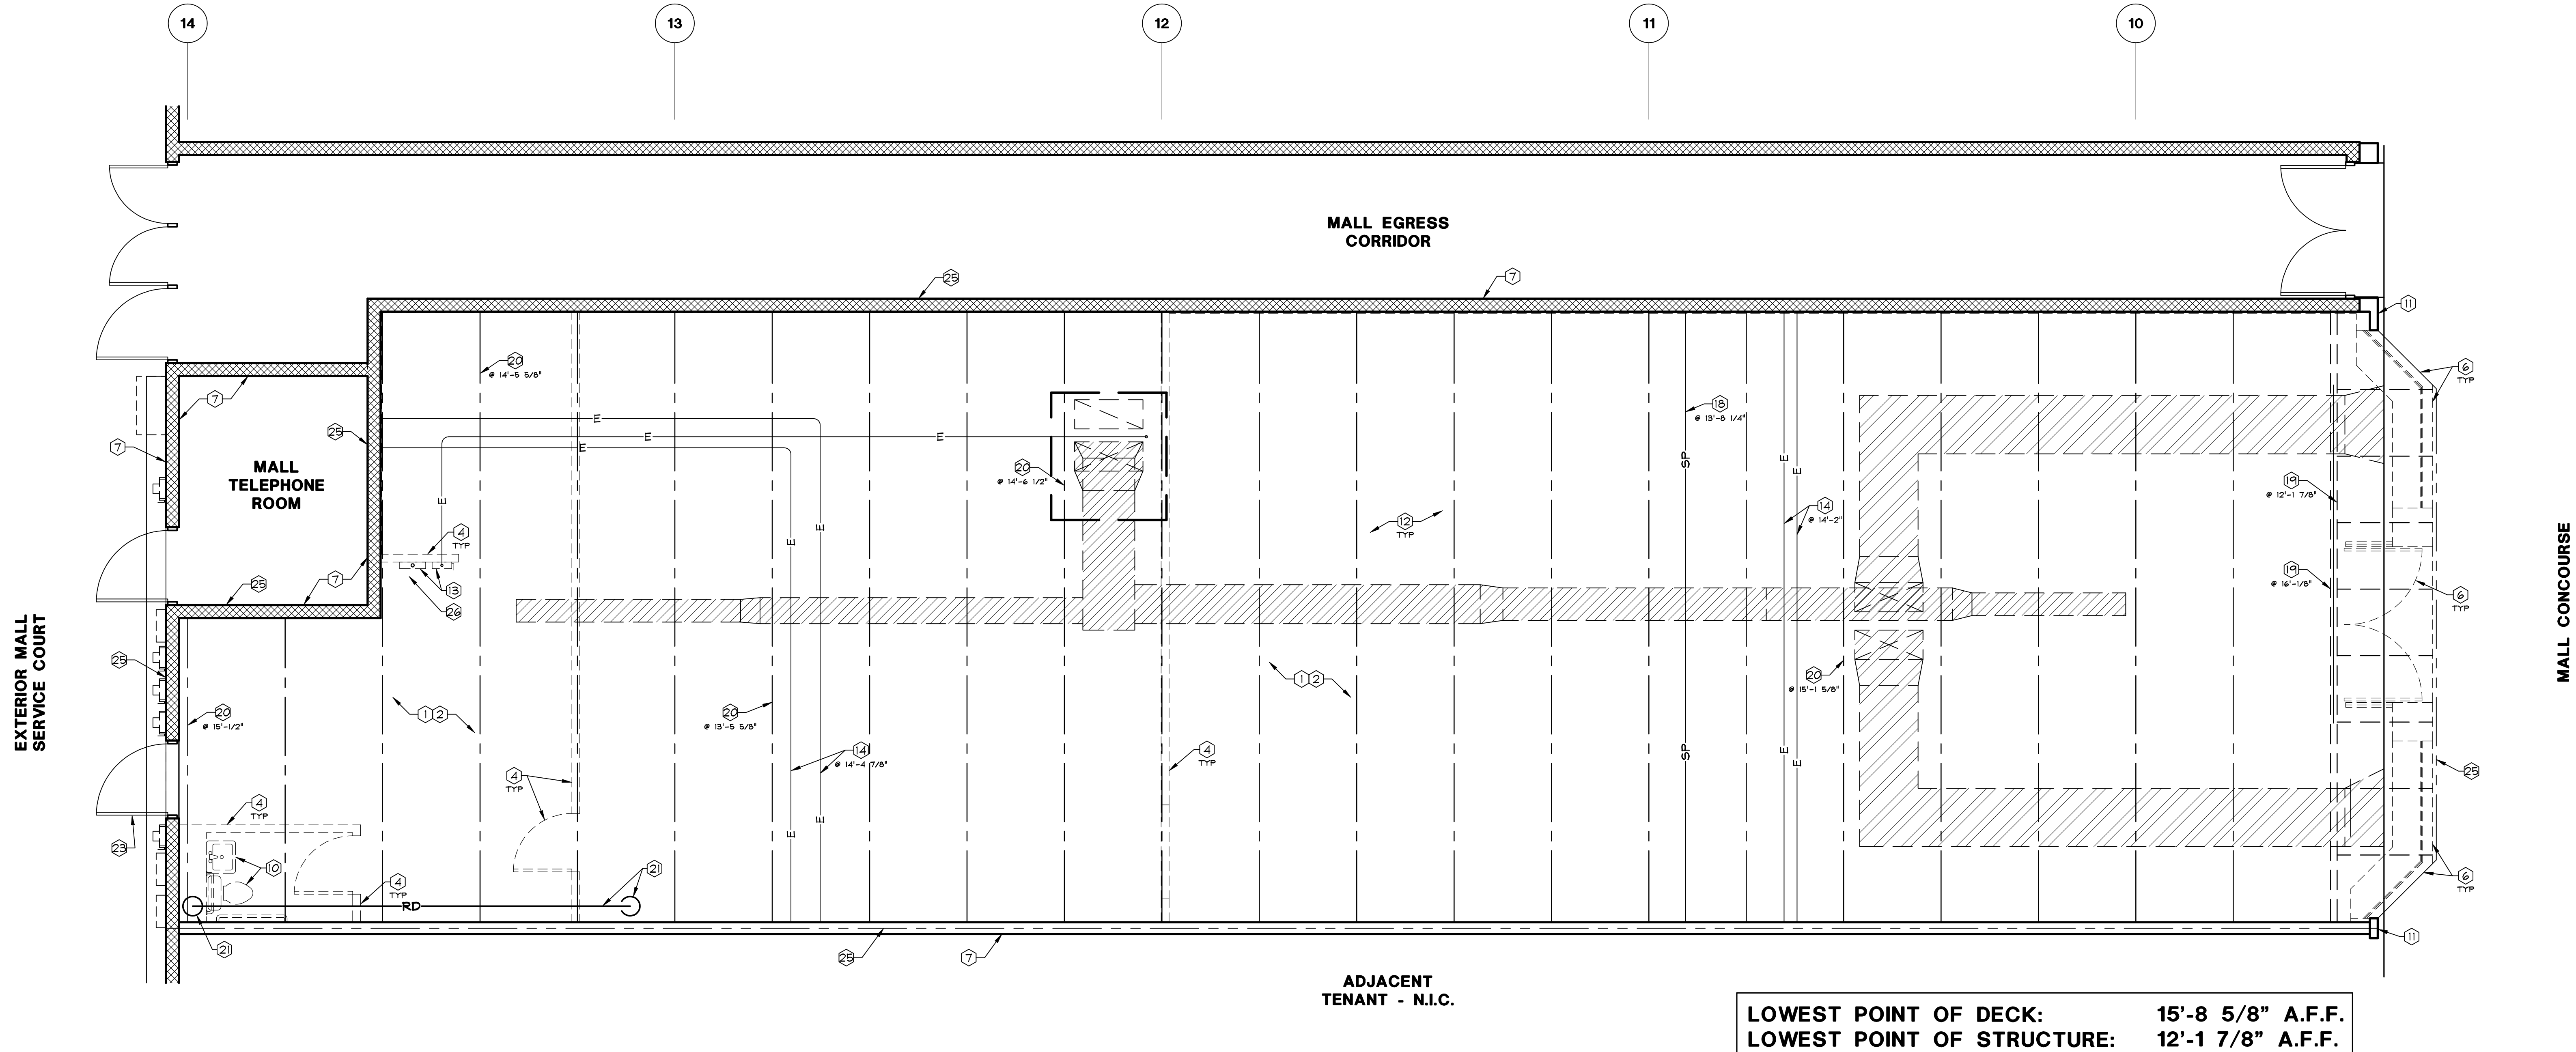 14
13
12
11
10
MALL EGRESS
CORRIDOR
25
7
11
20
@ 14'-5 5/8"
6
TYP
7
18
@ 13'-8 1/4"
E
E
E
E
25
7
MALL
TELEPHONE
ROOM
20
@ 14'-6 1/2"
SP
E
E
19
@ 12'-1 7/8"
E
14
@ 14'-2"
12
TYP
4
TYP
E
E
MALL CONCOURSE
25
7
13
26
19
@ 16'-1/8"
6
TYP
EXTERIOR MALL
SERVICE COURT
25
1 2
20
@ 15'-1 5/8"
20
@ 15'-1/2"
1 2
20
@ 13'-5 5/8"
14
@ 14'-4 7/8"
4
TYP
SP
E
E
4
TYP
25
4
TYP
E
E
23
10
21
6
TYP
4
TYP
RD
21
25
7
11
ADJACENT
TENANT - N.I.C.
LOWEST POINT OF DECK: 15'-8 5/8" A.F.F.
LOWEST POINT OF STRUCTURE: 12'-1 7/8" A.F.F.